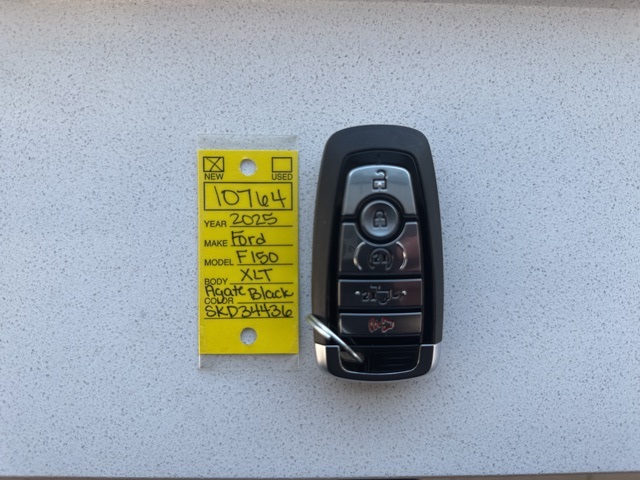 NEW USED
10764
YEAR 2025
MAKE Ford
MODEL F150
BODY XLT
COLOR Agate Black
SKD34436